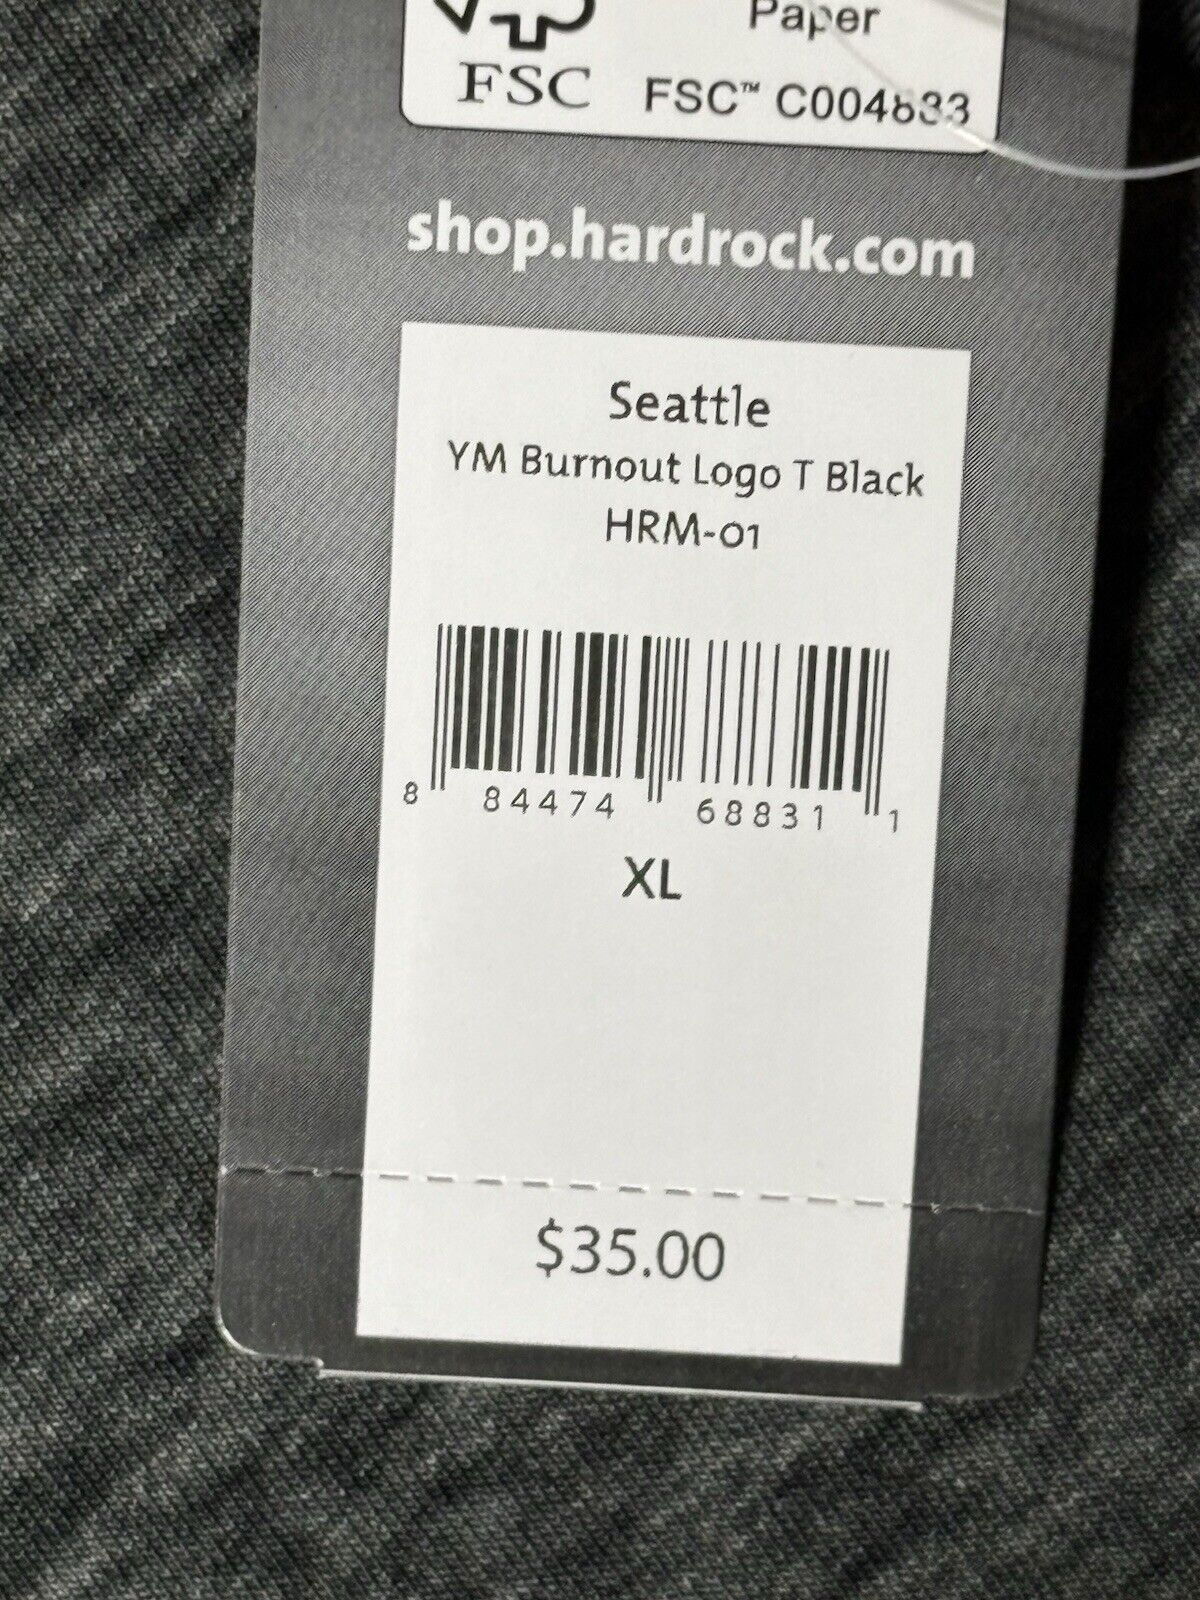 Paper
FSC
FSC™ C004833
shop.hardrock.com
Seattle
YM Burnout Logo T Black
HRM-01
8 84474 68831 1
XL
$35.00